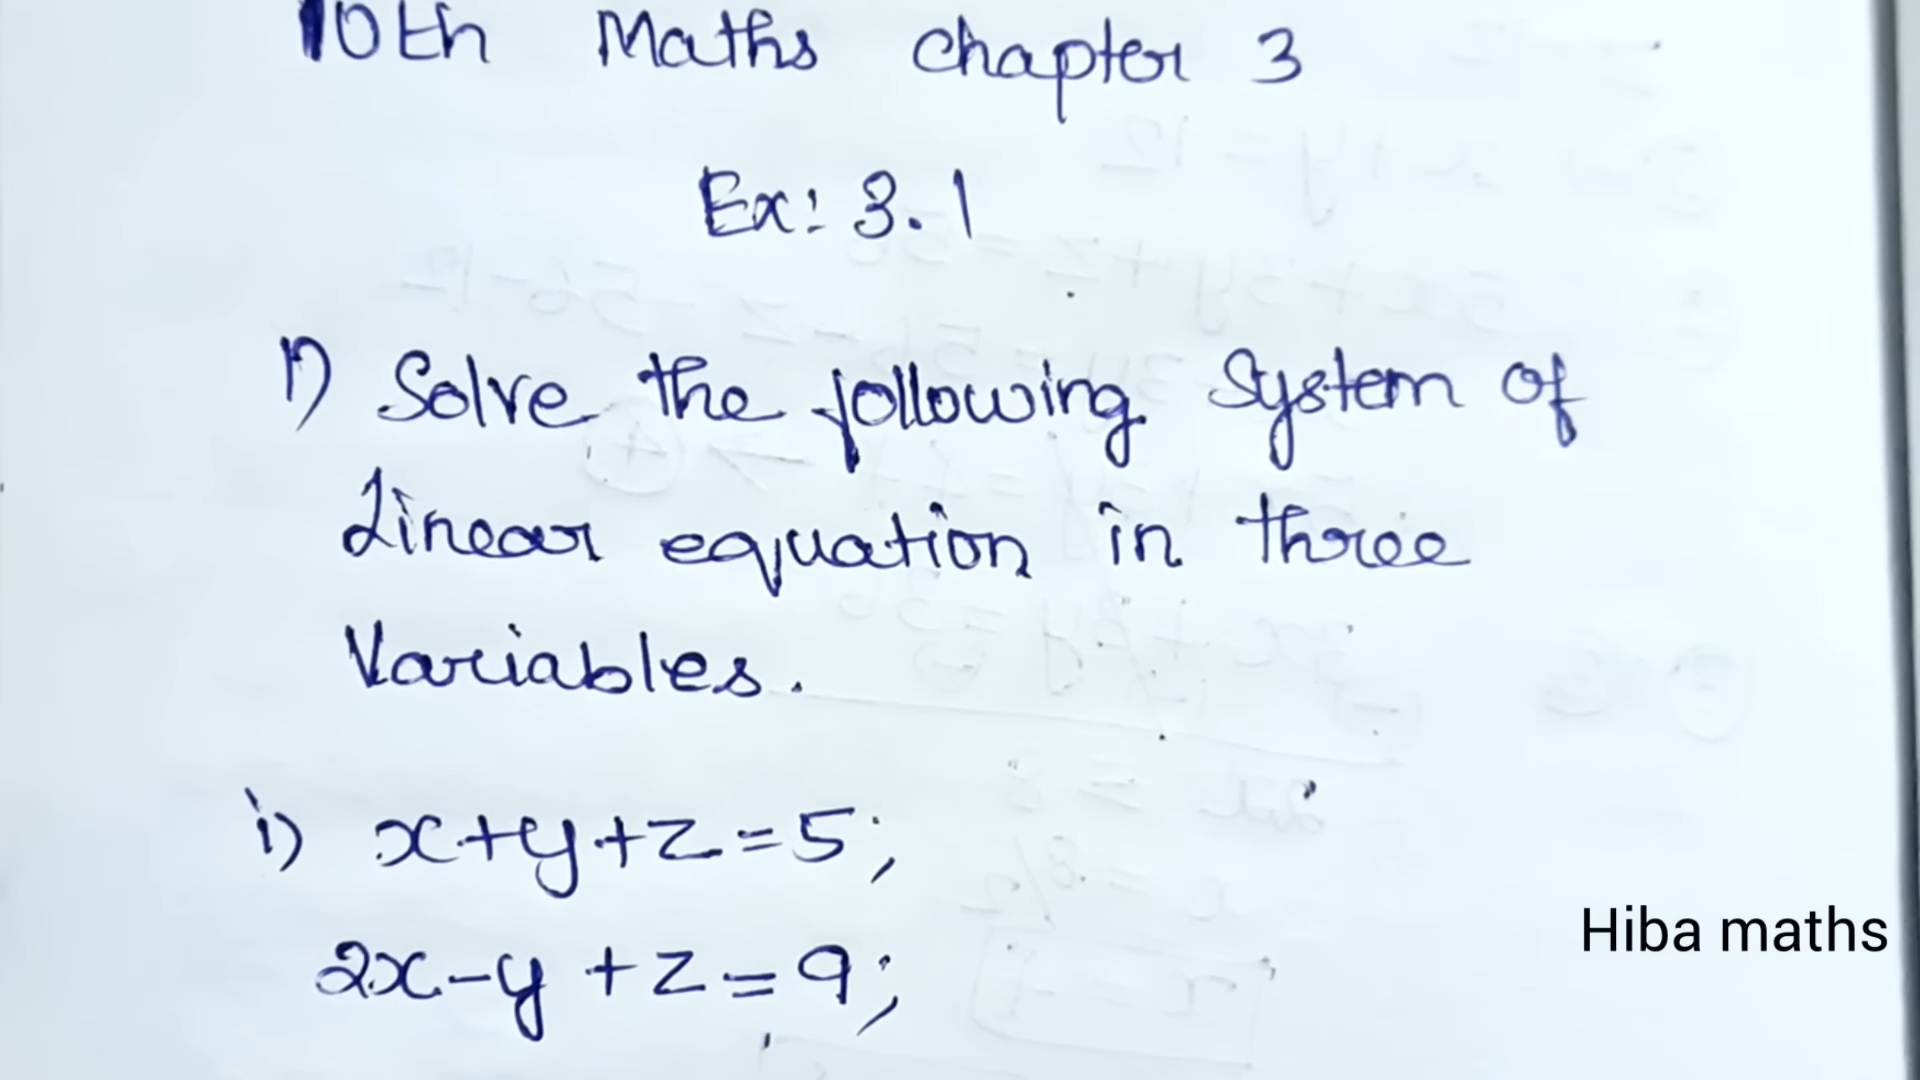 10th Maths Chapter 3
Ex: 3.1
1) Solve the following System of
Linear equation in three
Variables.
i) x+y+z=5;
2x-y+z=9;
Hiba maths